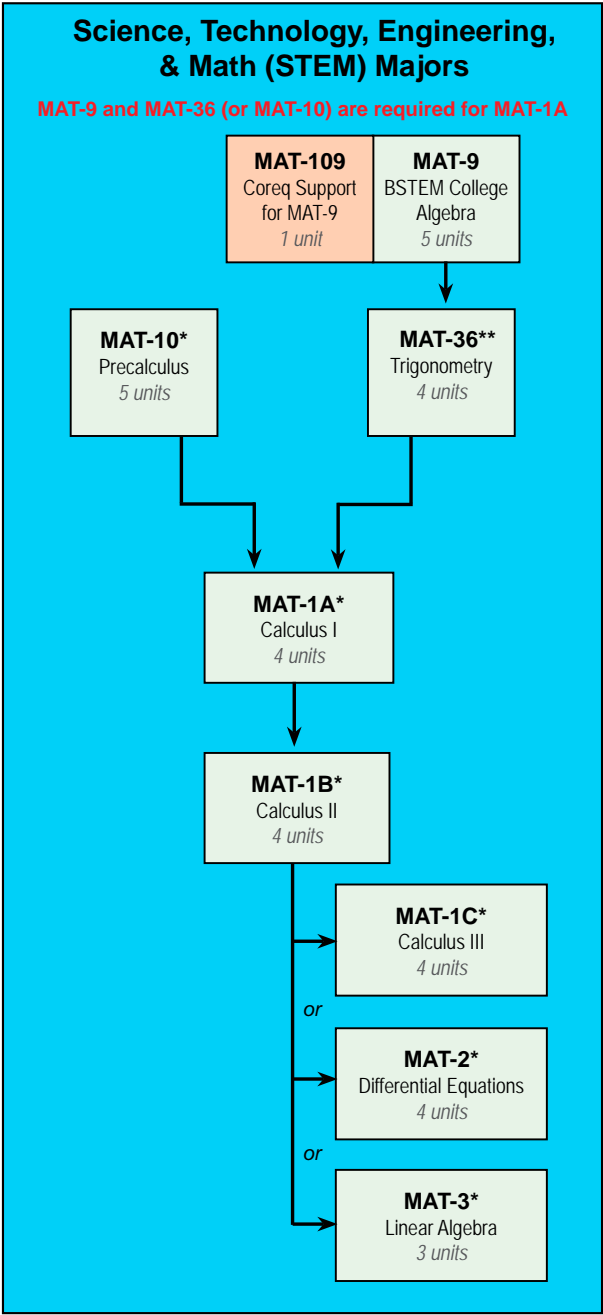 Science, Technology, Engineering,
& Math (STEM) Majors
MAT-9 and MAT-36 (or MAT-10) are required for MAT-1A
MAT-109
Coreq Support
for MAT-9
1 unit
MAT-9
BSTEM College
Algebra
5 units
MAT-10*
Precalculus
5 units
MAT-36**
Trigonometry
4 units
MAT-1A*
Calculus I
4 units
MAT-1B*
Calculus II
4 units
MAT-1C*
Calculus III
4 units
or
MAT-2*
Differential Equations
4 units
or
MAT-3*
Linear Algebra
3 units